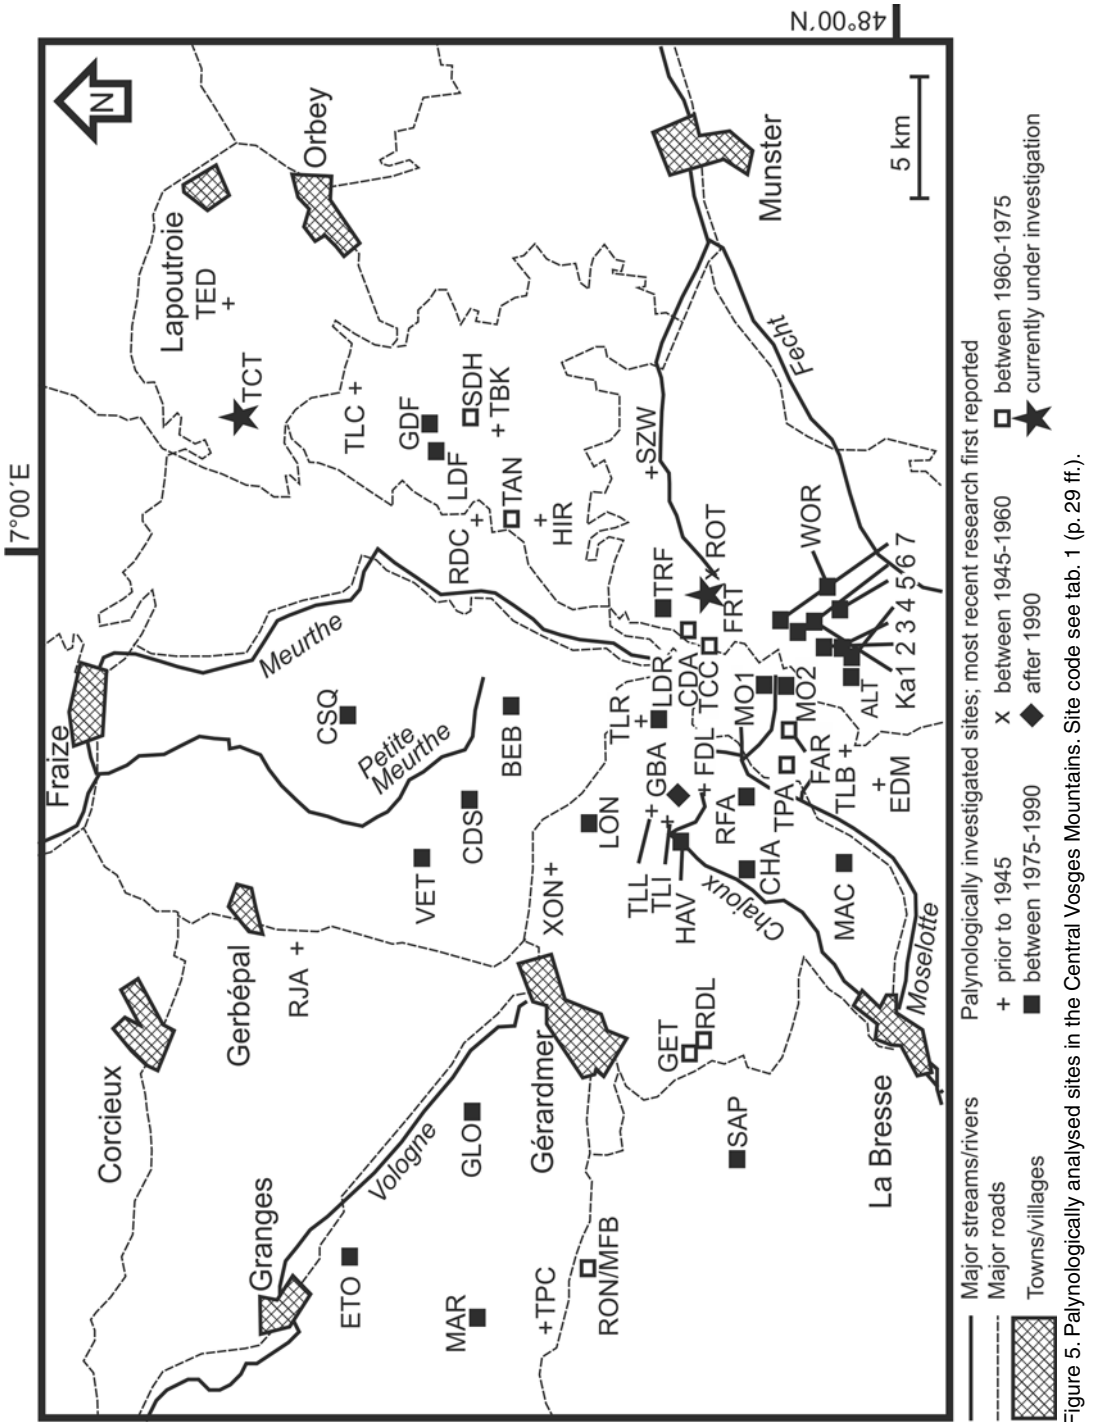 7°00´E
48°00´N
N
Fraize
Lapoutroie
Orbey
TED
TCT
TLC
GDF
LDF
SDH
TBK
TAN
RDC
HIR
Meurthe
CSQ
Petite
Meurthe
BEB
CDS
VET
Gerbépal
RJA
Corcieux
Granges
Vologne
GLO
ETO
MAR
TPC
RON/MFB
Gérardmer
XON
LON
TLR
LDR
GBA
TLL
TLI
HAV
Chajoux
FDL
RFA
CHA
TPA
MAC
GET
RDL
SAP
La Bresse
Moselotte
SZW
TRF
ROT
FRT
CDA
TCC
MO1
MO2
FAR
TLB
EDM
ALT
WOR
Ka1 2 3 4 5 6 7
Fecht
Munster
5 km
Major streams/rivers
Major roads
Towns/villages
Palynologically investigated sites; most recent research first reported
+ prior to 1945
x between 1945-1960
between 1960-1975
between 1975-1990
after 1990
currently under investigation
Figure 5. Palynologically analysed sites in the Central Vosges Mountains. Site code see tab. 1 (p. 29 ff.).